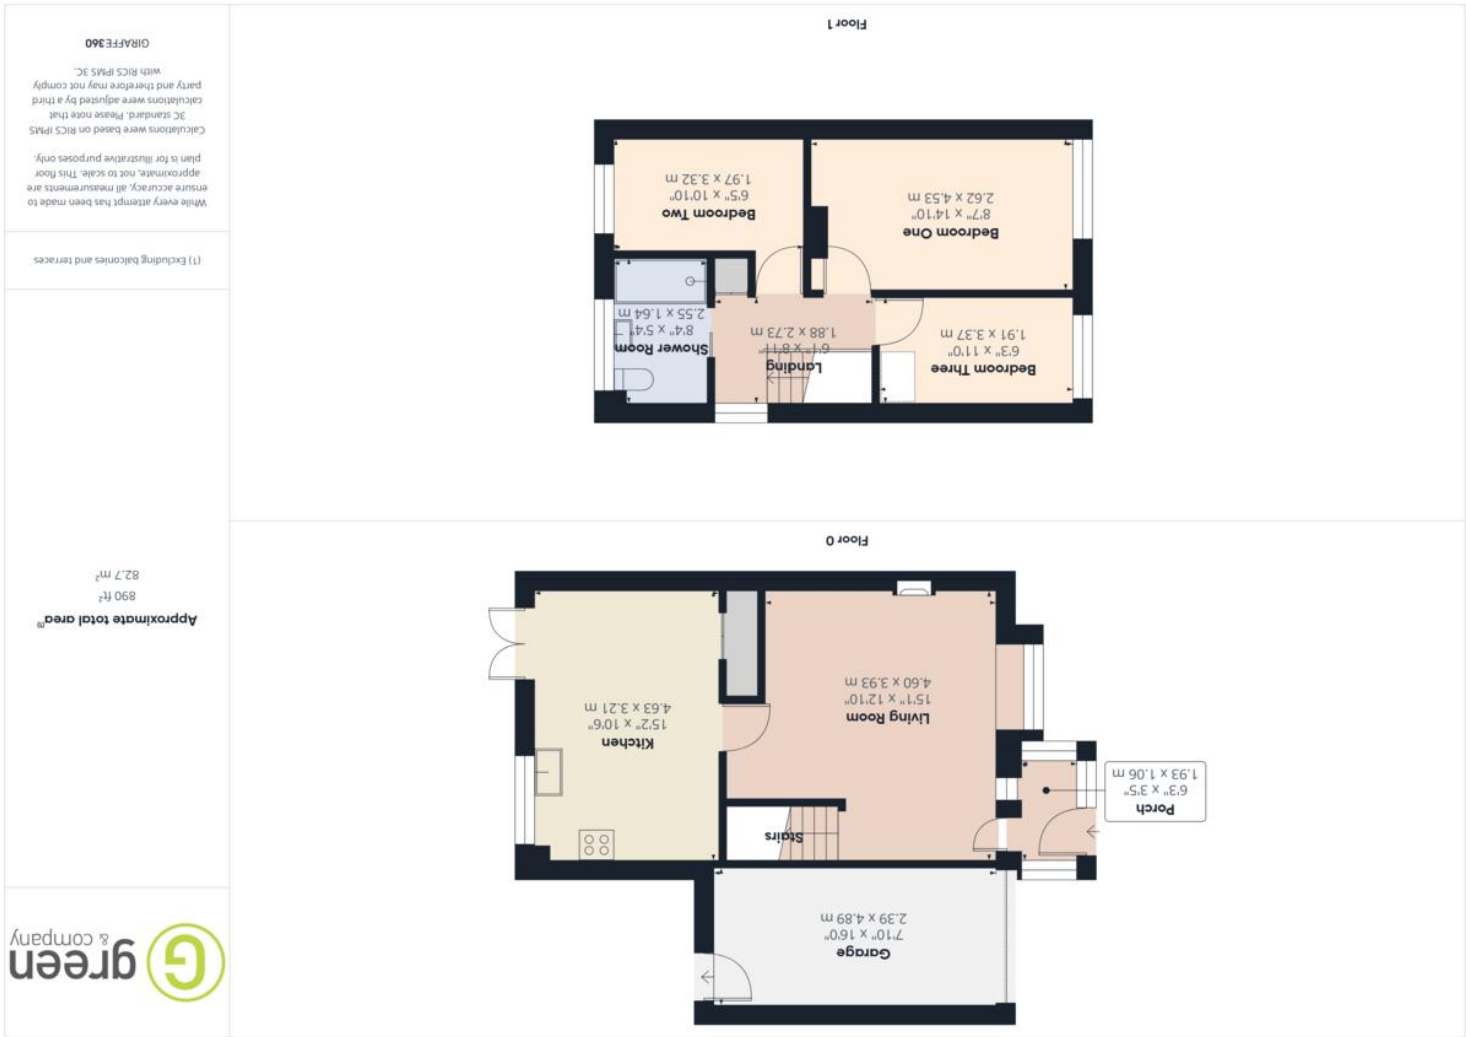 green
& company
Garage
7'10" x 16'0"
2.39 x 4.89 m
Porch
6'3" x 3'5"
1.93 x 1.06 m
Stairs
Living Room
15'1" x 12'10"
4.60 x 3.93 m
Kitchen
15'2" x 10'6"
4.63 x 3.21 m
Floor 0
Approximate total area(1)
890 ft²
82.7 m²
Bedroom Three
6'3" x 11'0"
1.91 x 3.37 m
Landing
6'1" x 8'11"
1.88 x 2.73 m
Shower Room
8'4" x 5'4"
2.55 x 1.64 m
Bedroom One
8'7" x 14'10"
2.62 x 4.53 m
Bedroom Two
6'5" x 10'10"
1.97 x 3.32 m
Floor 1
(1) Excluding balconies and terraces
While every attempt has been made to
ensure accuracy, all measurements are
approximate, not to scale. This floor
plan is for illustrative purposes only.
Calculations were based on RICS IPMS
3C standard. Please note that
calculations were adjusted by a third
party and therefore may not comply
with RICS IPMS 3C.
GIRAFFE360